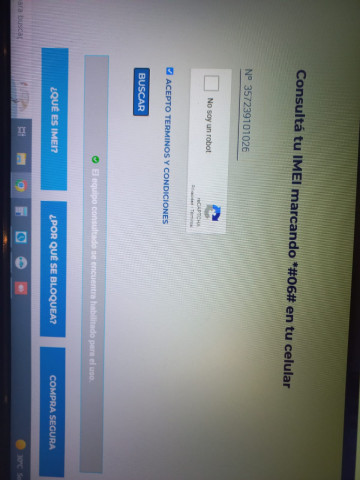 Consultá tu IMEI marcando *#06# en tu celular
Nº 357239101026
No soy un robot
reCAPTCHA
Privacidad - Términos
ACEPTO TERMINOS Y CONDICIONES
BUSCAR
El equipo consultado se encuentra habilitado para el uso.
¿QUÉ ES IMEI?
¿POR QUÉ SE BLOQUEA?
COMPRA SEGURA
30°C